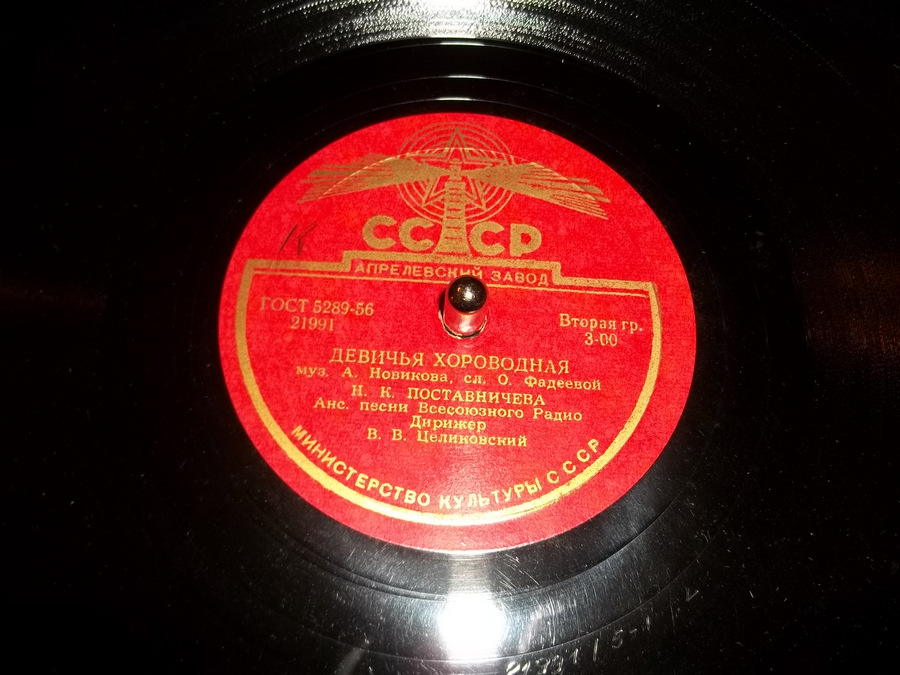 СССР
АПРЕЛЕВСКИЙ ЗАВОД
ГОСТ 5289-56
21991
Вторая гр.
3-00
ДЕВИЧЬЯ ХОРОВОДНАЯ
муз. А. Новикова, сл. О. Фадеевой
Н. К. ПОСТАВНИЧЕВА
Анс. песни Всесоюзного Радио
Дирижер
В. В. Целиковский
МИНИСТЕРСТВО КУЛЬТУРЫ СССР